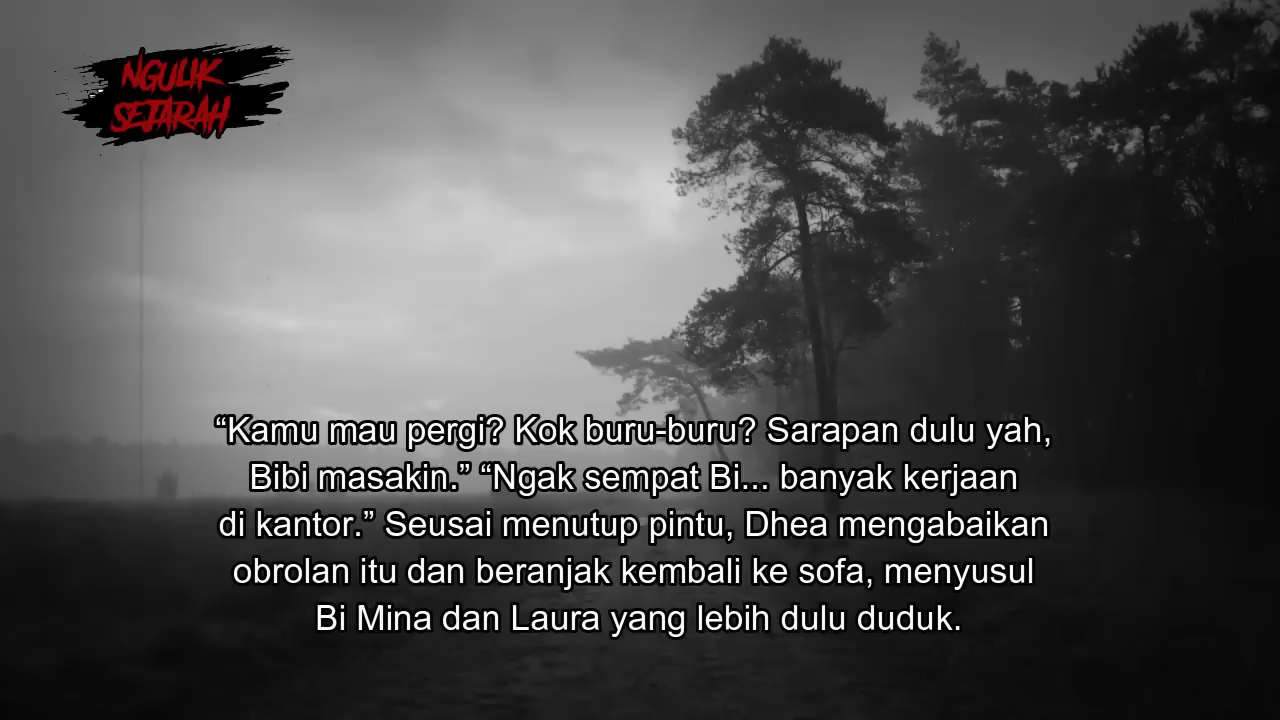 NGULIK
SEJARAH
“Kamu mau pergi? Kok buru-buru? Sarapan dulu yah,
Bibi masakin.” “Ngak sempat Bi... banyak kerjaan
di kantor.” Seusai menutup pintu, Dhea mengabaikan
obrolan itu dan beranjak kembali ke sofa, menyusul
Bi Mina dan Laura yang lebih dulu duduk.